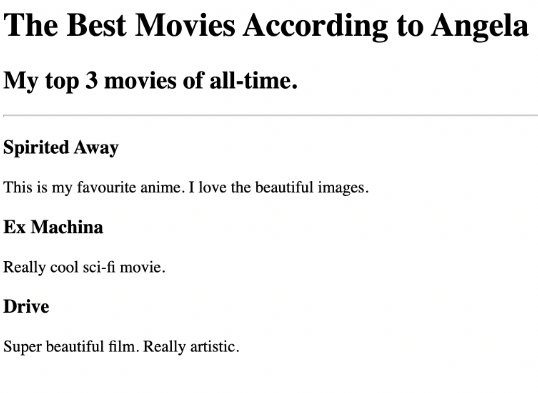 The Best Movies According to Angela
My top 3 movies of all-time.
Spirited Away
This is my favourite anime. I love the beautiful images.
Ex Machina
Really cool sci-fi movie.
Drive
Super beautiful film. Really artistic.